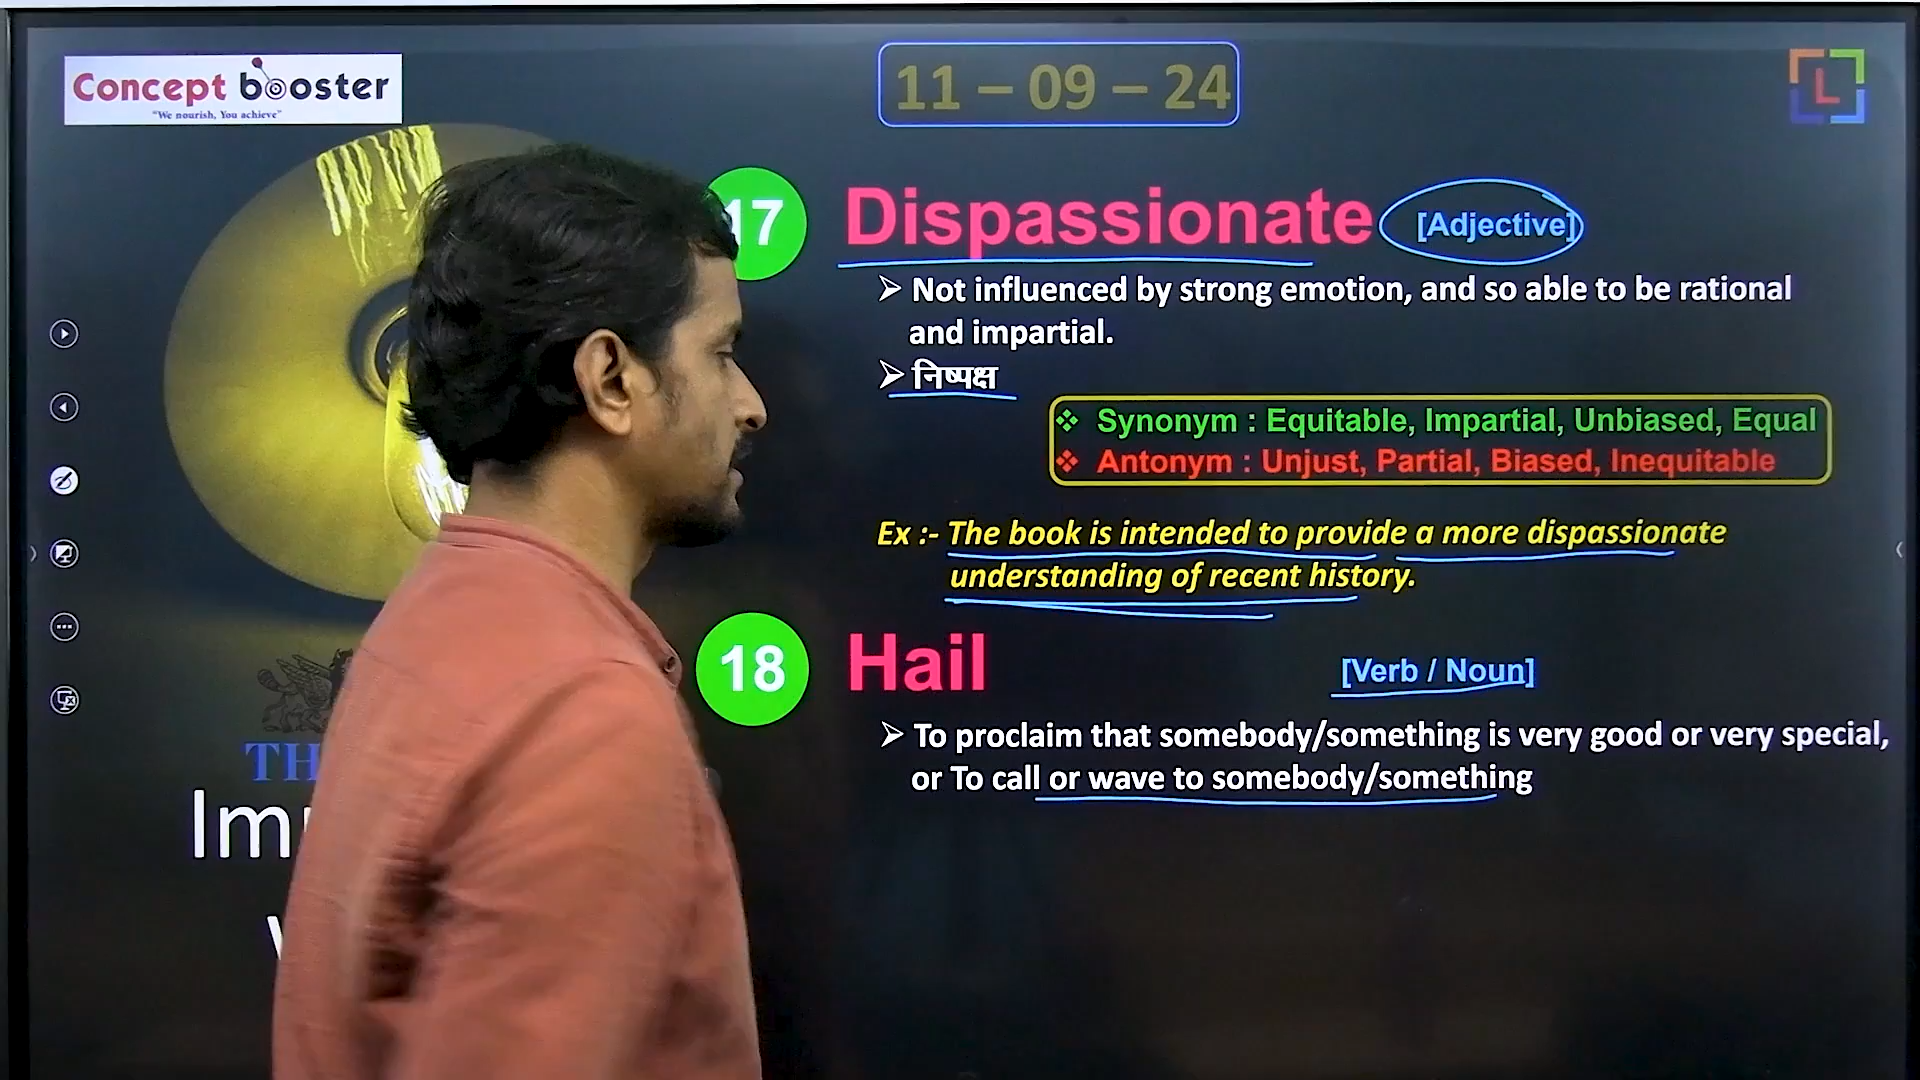 Concept booster
"We nourish, You achieve"
11 – 09 – 24
L
17
Dispassionate [Adjective]
➢ Not influenced by strong emotion, and so able to be rational
and impartial.
➢ निष्पक्ष
❖ Synonym : Equitable, Impartial, Unbiased, Equal
❖ Antonym : Unjust, Partial, Biased, Inequitable
Ex :- The book is intended to provide a more dispassionate
understanding of recent history.
18
Hail [Verb / Noun]
➢ To proclaim that somebody/something is very good or very special,
or To call or wave to somebody/something